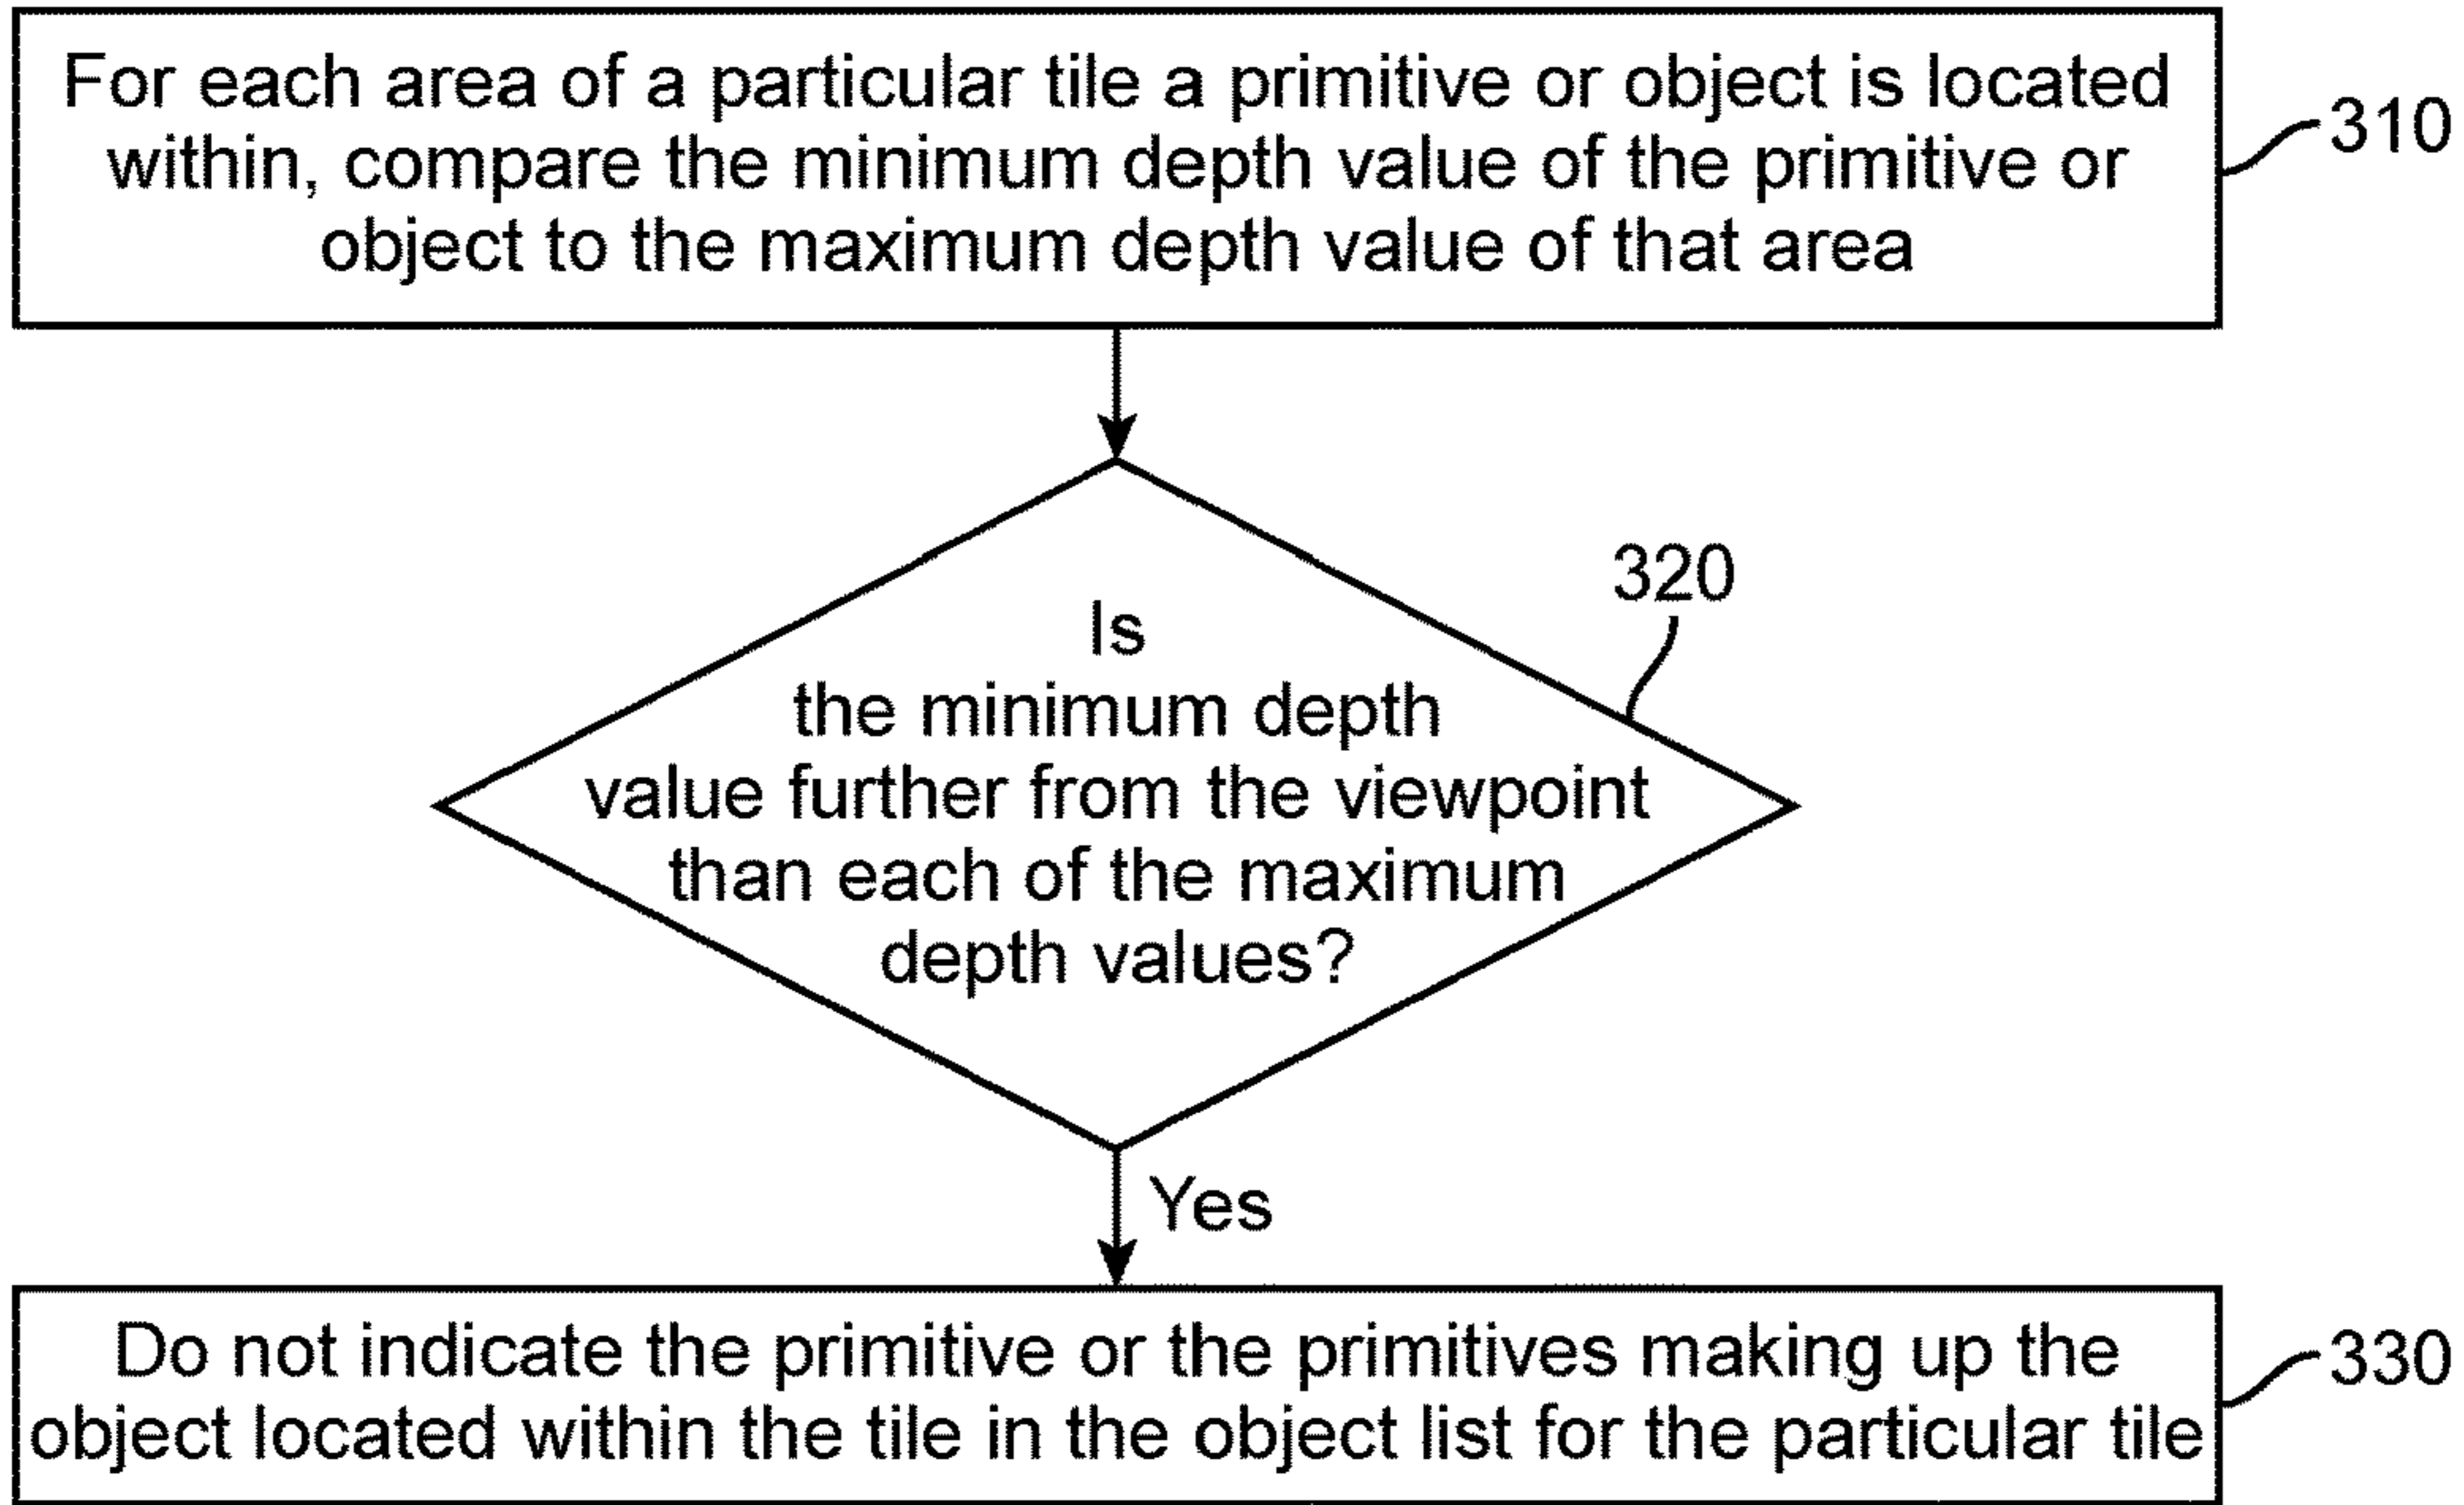 For each area of a particular tile a primitive or object is located
within, compare the minimum depth value of the primitive or
object to the maximum depth value of that area
310
320
Is
the minimum depth
value further from the viewpoint
than each of the maximum
depth values?
Yes
Do not indicate the primitive or the primitives making up the
object located within the tile in the object list for the particular tile
330